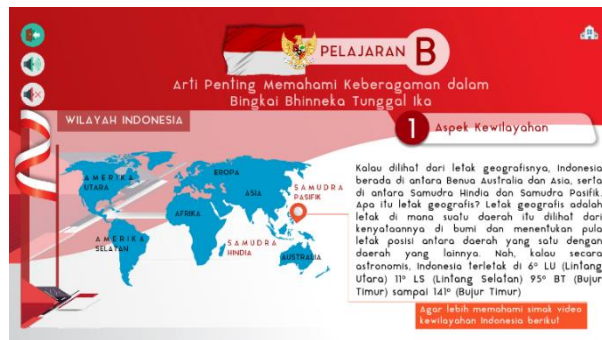 PELAJARAN B
Arti Penting Memahami Keberagaman dalam
Bingkai Bhinneka Tunggal Ika
WILAYAH INDONESIA
1 Aspek Kewilayahan
AMERIKA
UTARA
EROPA
ASIA
AFRIKA
AMERIKA
SELATAN
SAMUDRA
PASIFIK
SAMUDRA
HINDIA
AUSTRALIA
Kalau dilihat dari letak geografisnya, Indonesia
berada di antara Benua Australia dan Asia, serta
di antara Samudra Hindia dan Samudra Pasifik.
Apa itu letak geografis? Letak geografis adalah
letak di mana suatu daerah itu dilihat dari
kenyataannya di bumi dan menentukan pula
letak posisi antara daerah yang satu dengan
daerah yang lainnya. Nah, kalau secara
astronomis, Indonesia terletak di 6° LU (Lintang
Utara) 11° LS (Lintang Selatan) 95° BT (Bujur
Timur) sampai 141° (Bujur Timur)
Agar lebih memahami simak video
kewilayahan Indonesia berikut